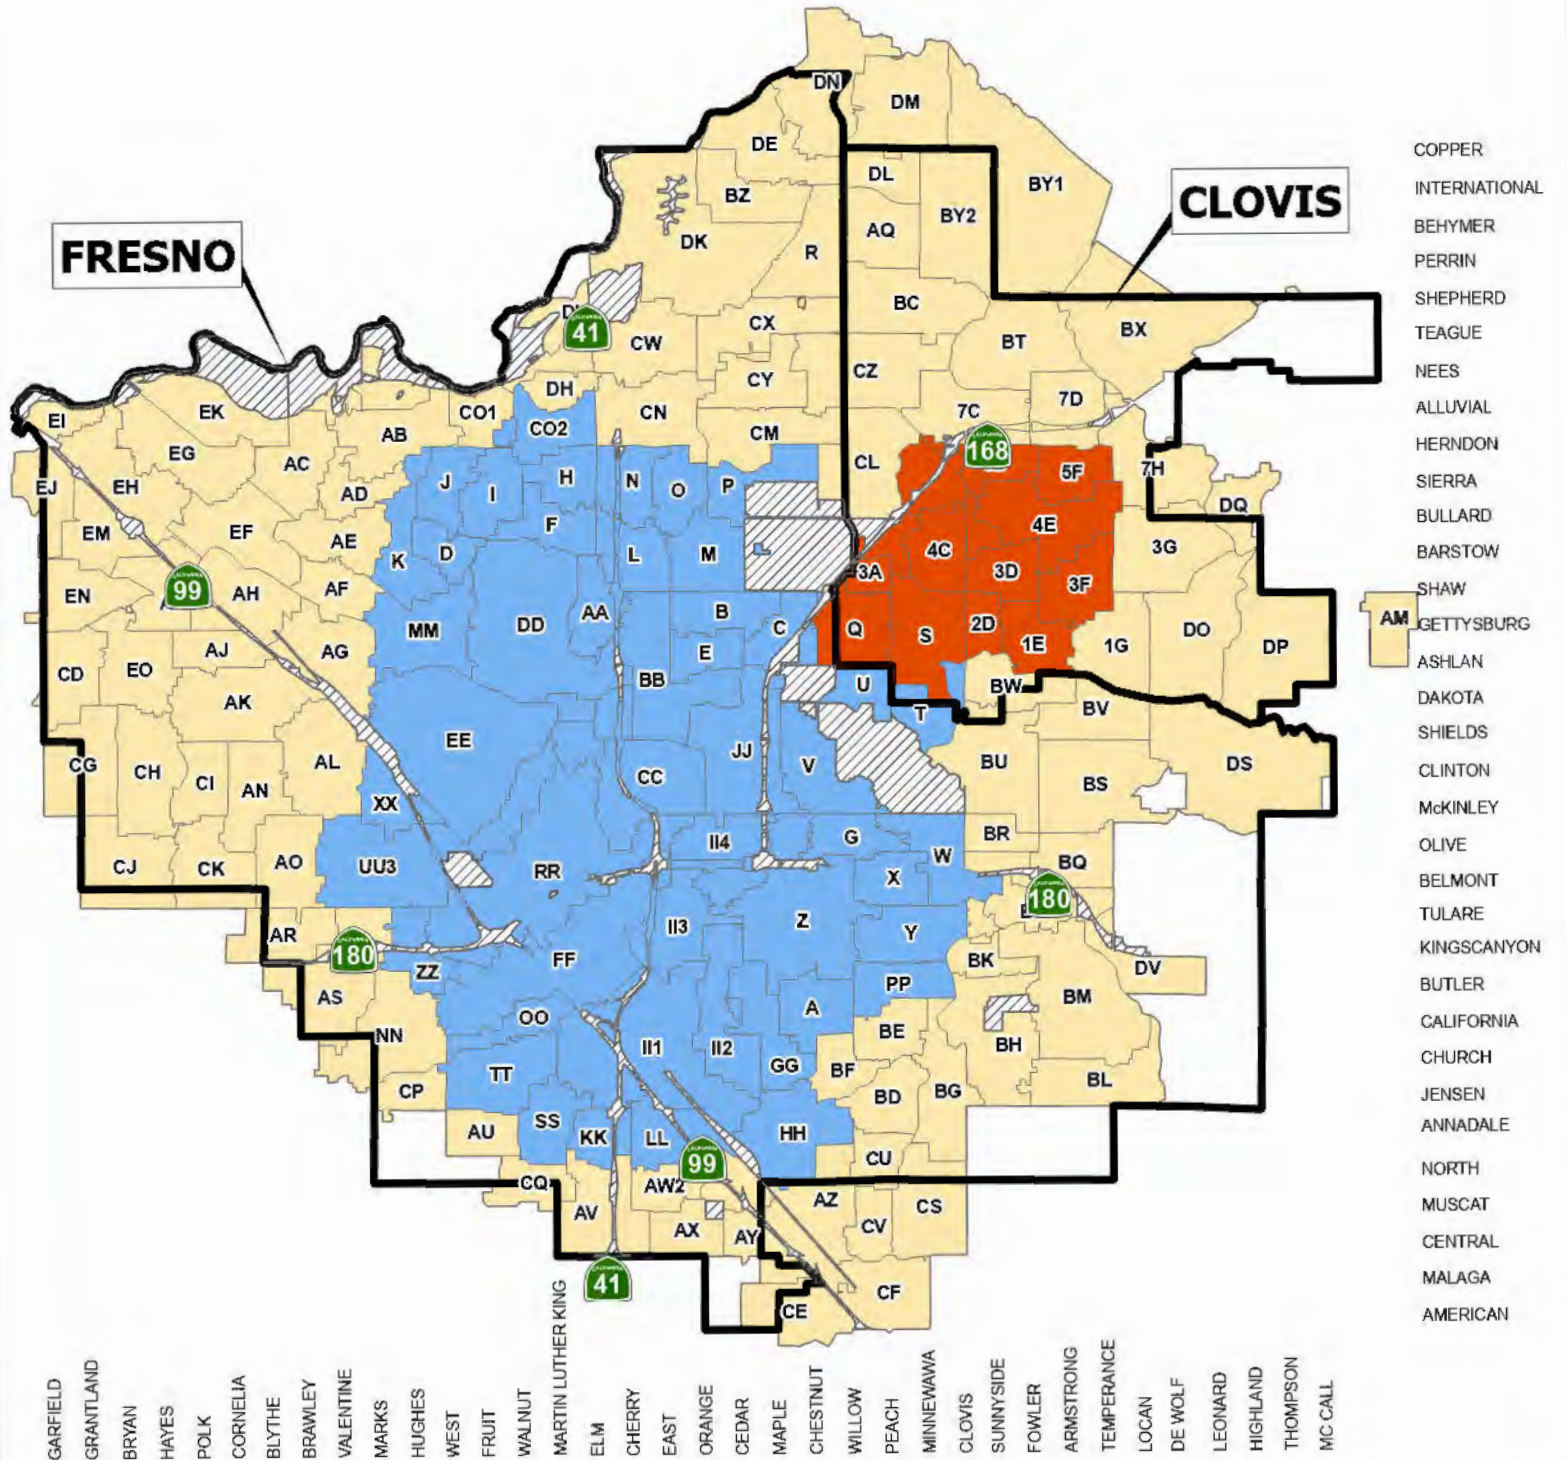 DN
DM
DE
COPPER
DL
BY1
INTERNATIONAL
BZ
CLOVIS
BY2
BEHYMER
AQ
DK
R
FRESNO
PERRIN
SHEPHERD
BC
41
CX
BX
TEAGUE
CW
BT
NEES
CZ
CY
DH
7D
ALLUVIAL
EK
CO1
CN
7C
EI
CO2
CM
AB
HERNDON
168
EG
AC
CL
5F
7H
SIERRA
EJ
EH
AD
J
I
H
N
O
P
DQ
BULLARD
EM
EF
AE
F
4E
3G
BARSTOW
K
D
L
M
4C
99
AH
AF
3A
3D
3F
SHAW
EN
MM
DD
AA
B
C
Q
S
2D
1E
1G
DO
DP
AM
GETTYSBURG
AJ
AG
E
ASHLAN
CD
EO
BB
U
BW
DAKOTA
AK
T
BV
SHIELDS
EE
JJ
AL
V
BU
BS
DS
CLINTON
CG
CH
CI
AN
CC
XX
McKINLEY
II4
G
BR
OLIVE
CJ
CK
AO
UU3
RR
W
BQ
X
BELMONT
180
TULARE
AR
II3
Z
Y
180
KINGSCANYON
ZZ
FF
BK
DV
BUTLER
AS
PP
BM
OO
A
CALIFORNIA
NN
II1
II2
BE
BH
CHURCH
TT
GG
BF
BL
JENSEN
CP
BD
BG
ANNADALE
AU
SS
KK
LL
HH
99
CU
NORTH
CQ
AW2
AZ
MUSCAT
AV
AX
AY
CV
CS
CENTRAL
41
MALAGA
CF
CE
AMERICAN
GARFIELD
GRANTLAND
BRYAN
HAYES
POLK
CORNELIA
BLYTHE
BRAWLEY
VALENTINE
MARKS
HUGHES
WEST
FRUIT
WALNUT
MARTIN LUTHER KING
ELM
CHERRY
EAST
ORANGE
CEDAR
MAPLE
CHESTNUT
WILLOW
PEACH
MINNEWAWA
CLOVIS
SUNNYSIDE
FOWLER
ARMSTRONG
TEMPERANCE
LOCAN
DE WOLF
LEONARD
HIGHLAND
THOMPSON
MC CALL